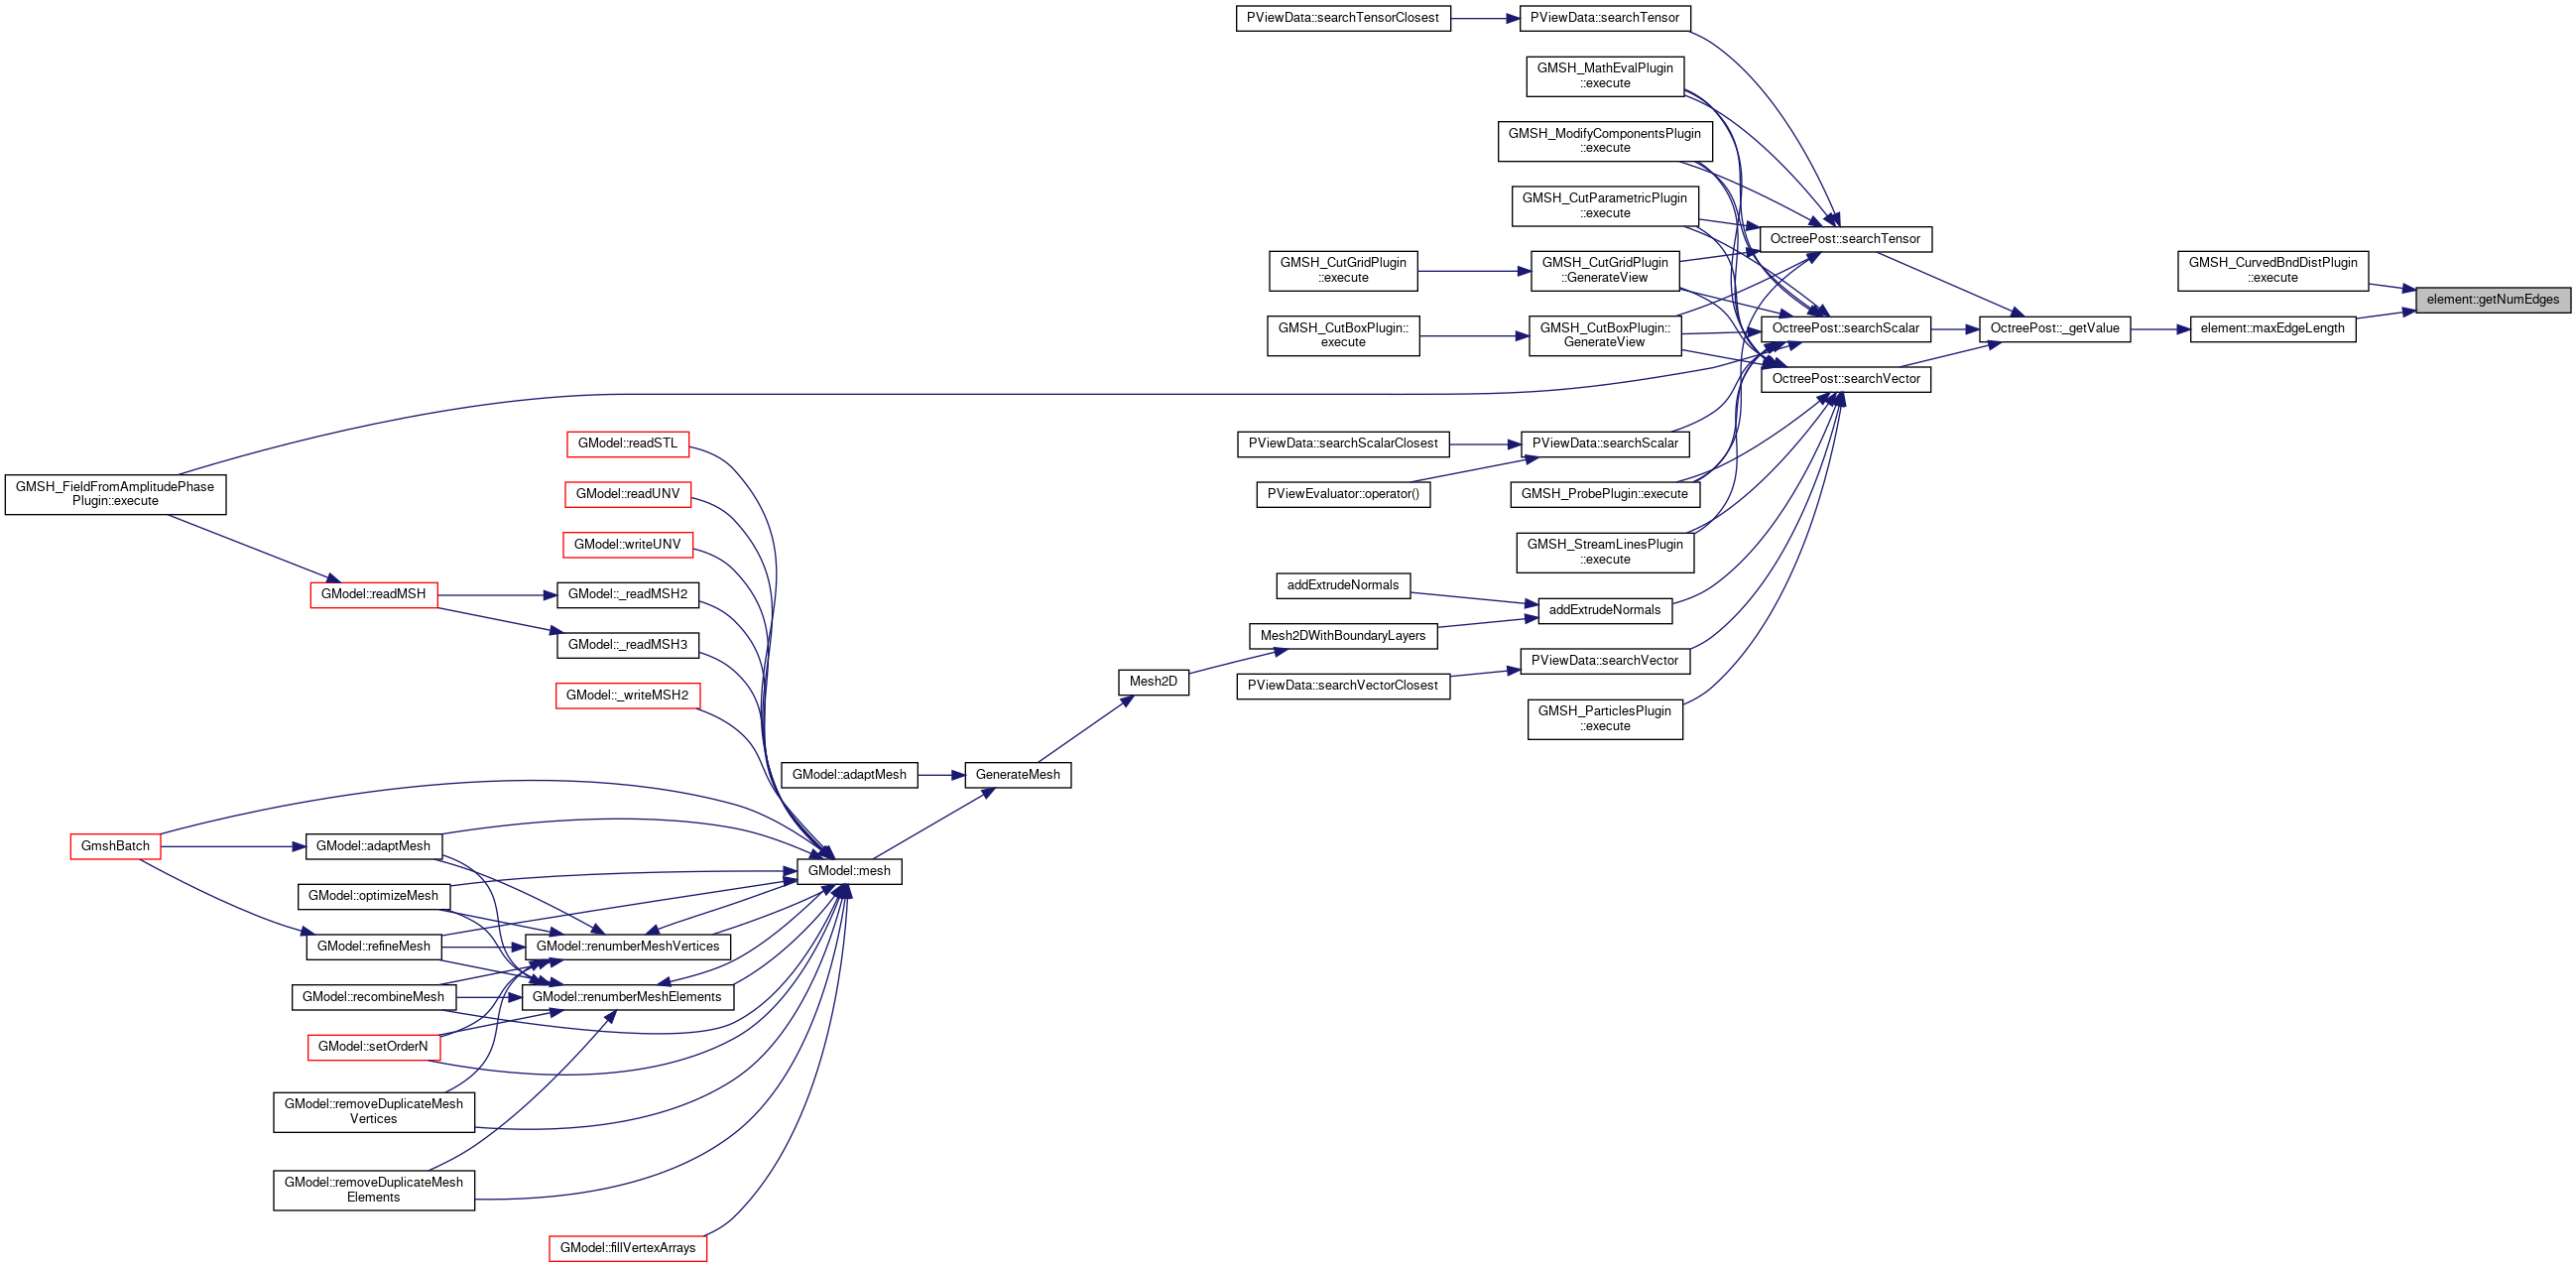 PViewData::searchTensorClosest
PViewData::searchTensor
GMSH_MathEvalPlugin
::execute
GMSH_ModifyComponentsPlugin
::execute
GMSH_CutParametricPlugin
::execute
OctreePost::searchTensor
GMSH_CutGridPlugin
::execute
GMSH_CutGridPlugin
::GenerateView
GMSH_CurvedBndDistPlugin
::execute
element::getNumEdges
GMSH_CutBoxPlugin::
execute
GMSH_CutBoxPlugin::
GenerateView
OctreePost::searchScalar
OctreePost::_getValue
element::maxEdgeLength
OctreePost::searchVector
GModel::readSTL
PViewData::searchScalarClosest
PViewData::searchScalar
GMSH_FieldFromAmplitudePhase
Plugin::execute
GModel::readUNV
PViewEvaluator::operator()
GMSH_ProbePlugin::execute
GModel::writeUNV
GMSH_StreamLinesPlugin
::execute
GModel::readMSH
GModel::_readMSH2
addExtrudeNormals
addExtrudeNormals
GModel::_readMSH3
Mesh2DWithBoundaryLayers
PViewData::searchVector
GModel::_writeMSH2
Mesh2D
PViewData::searchVectorClosest
GMSH_ParticlesPlugin
::execute
GModel::adaptMesh
GenerateMesh
GmshBatch
GModel::adaptMesh
GModel::mesh
GModel::optimizeMesh
GModel::refineMesh
GModel::renumberMeshVertices
GModel::recombineMesh
GModel::renumberMeshElements
GModel::setOrderN
GModel::removeDuplicateMesh
Vertices
GModel::removeDuplicateMesh
Elements
GModel::fillVertexArrays